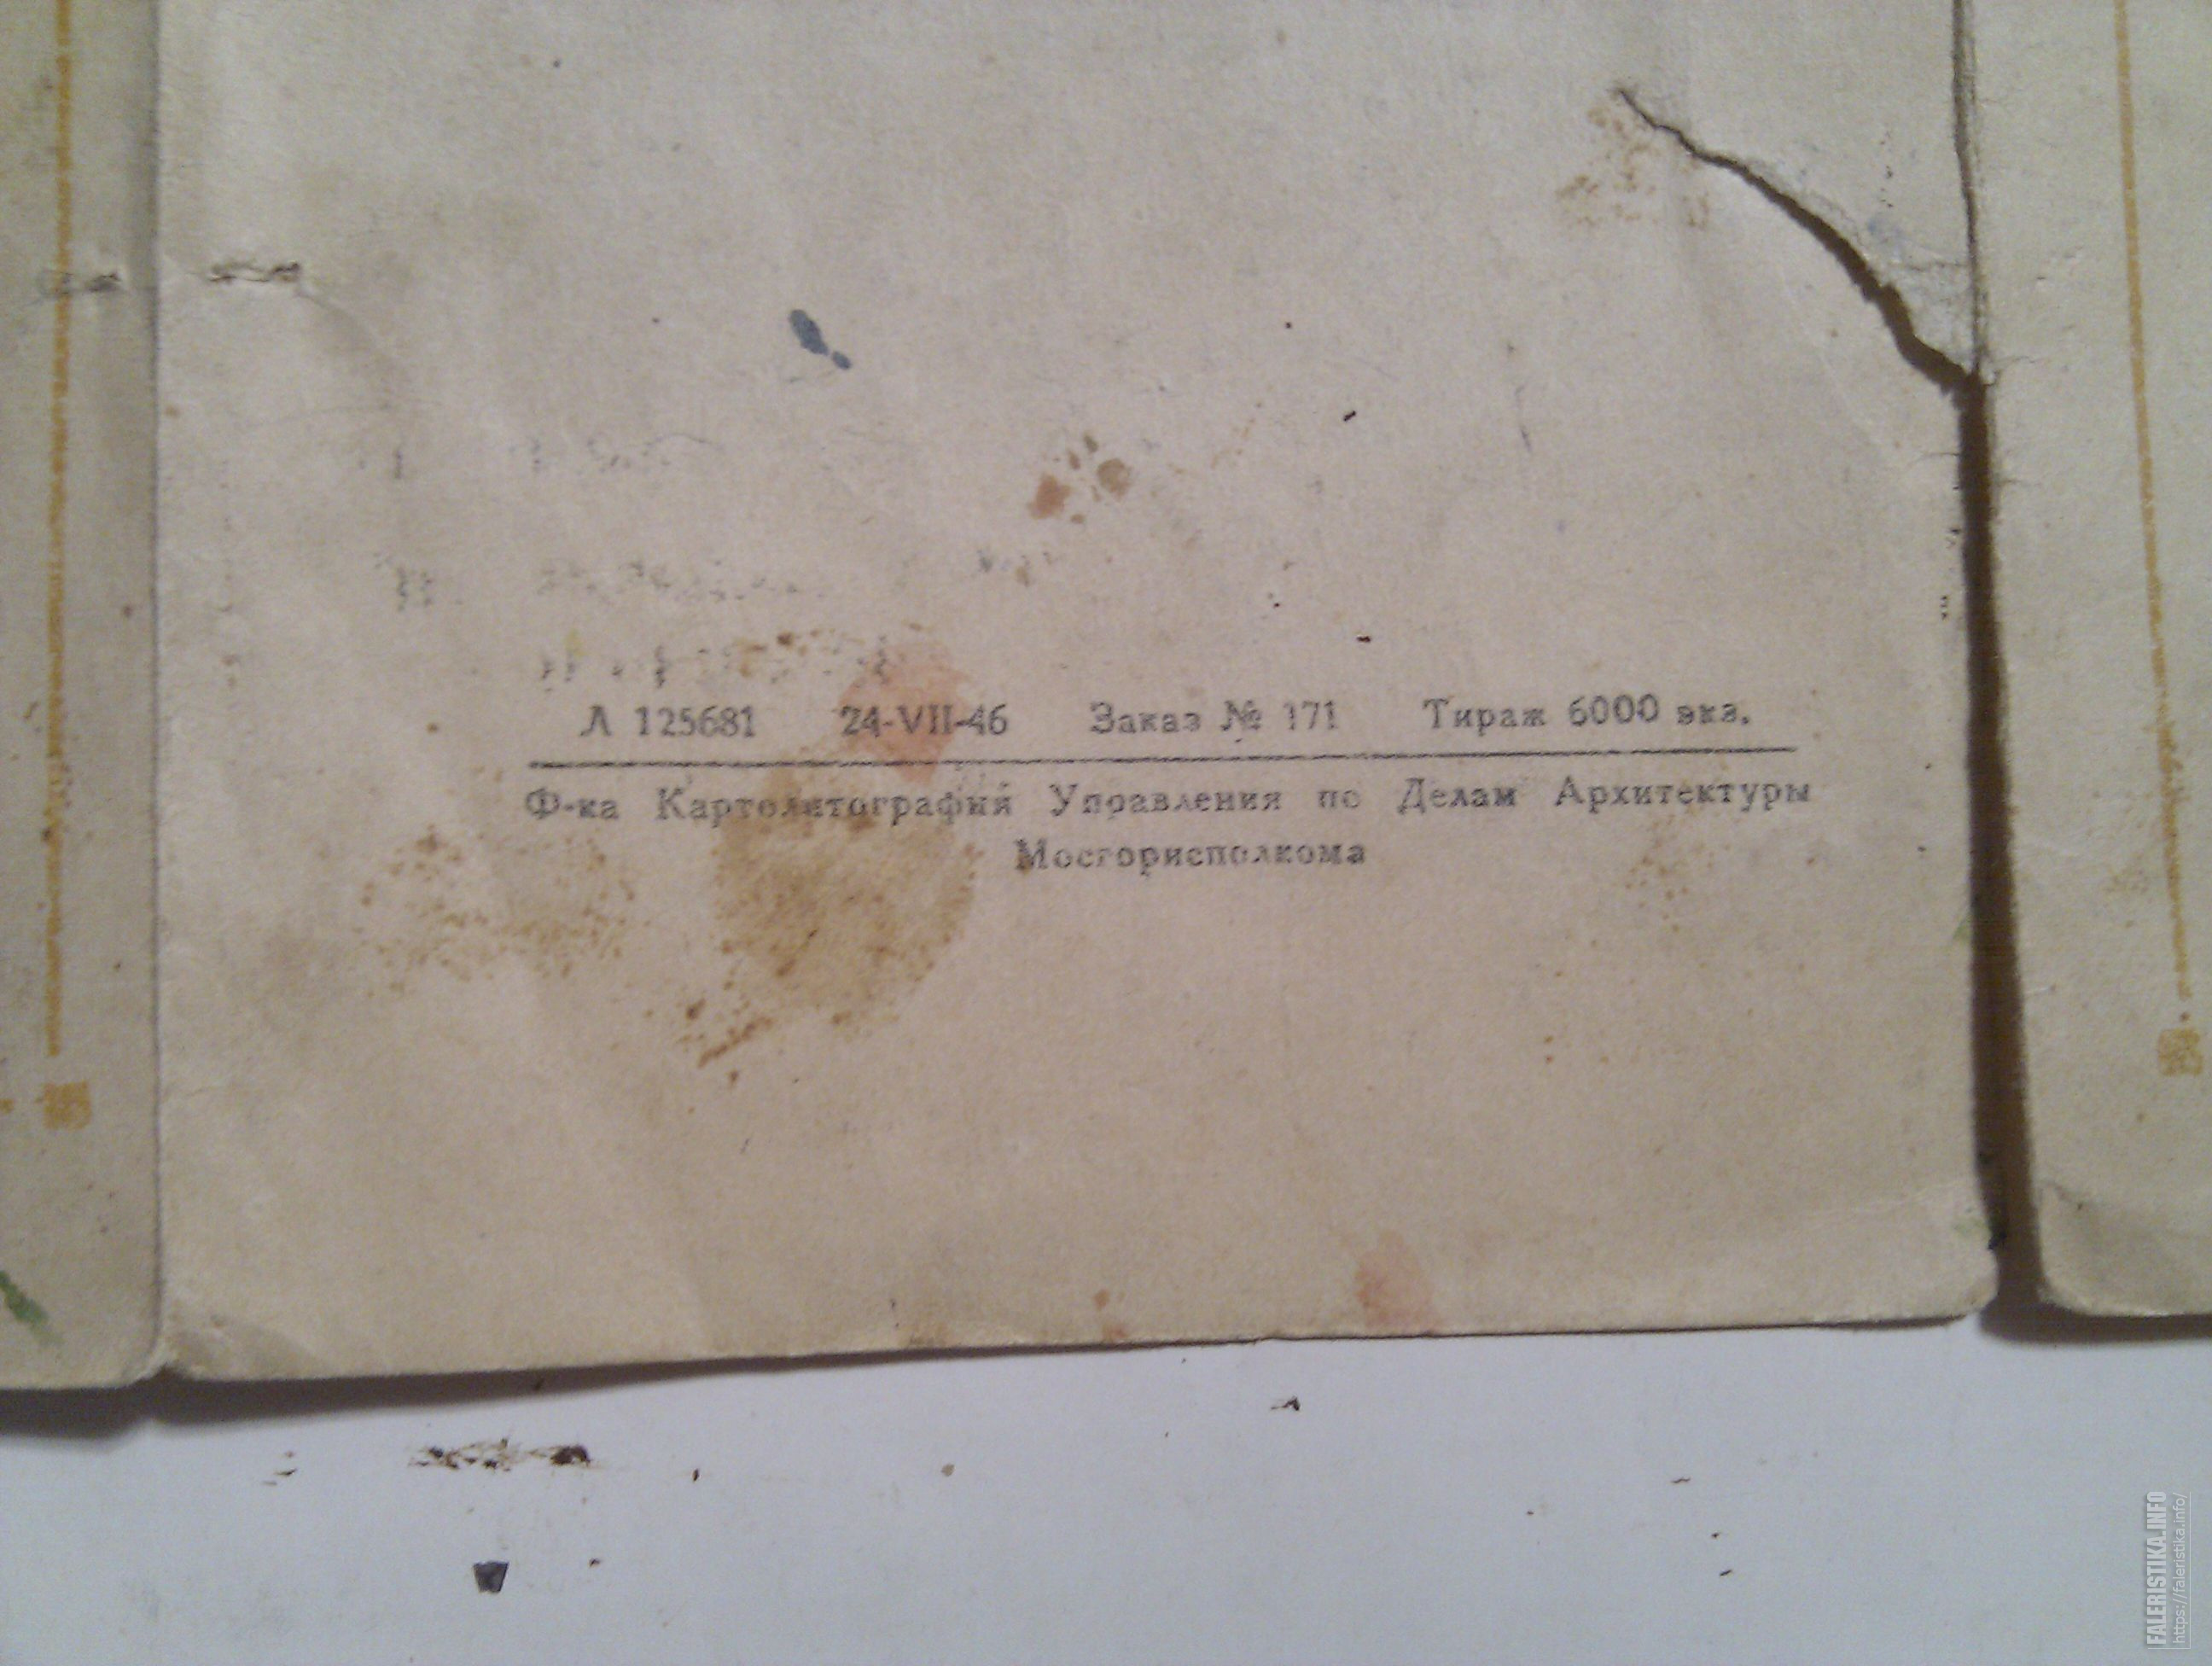 Л 125681 24-VII-46 Заказ № 171 Тираж 6000 экз.
Ф-ка Картолитографий Управления по Делам Архитектуры
Мосгорисполкома
FALERISTIKA.INFO
https://faleristika.info/